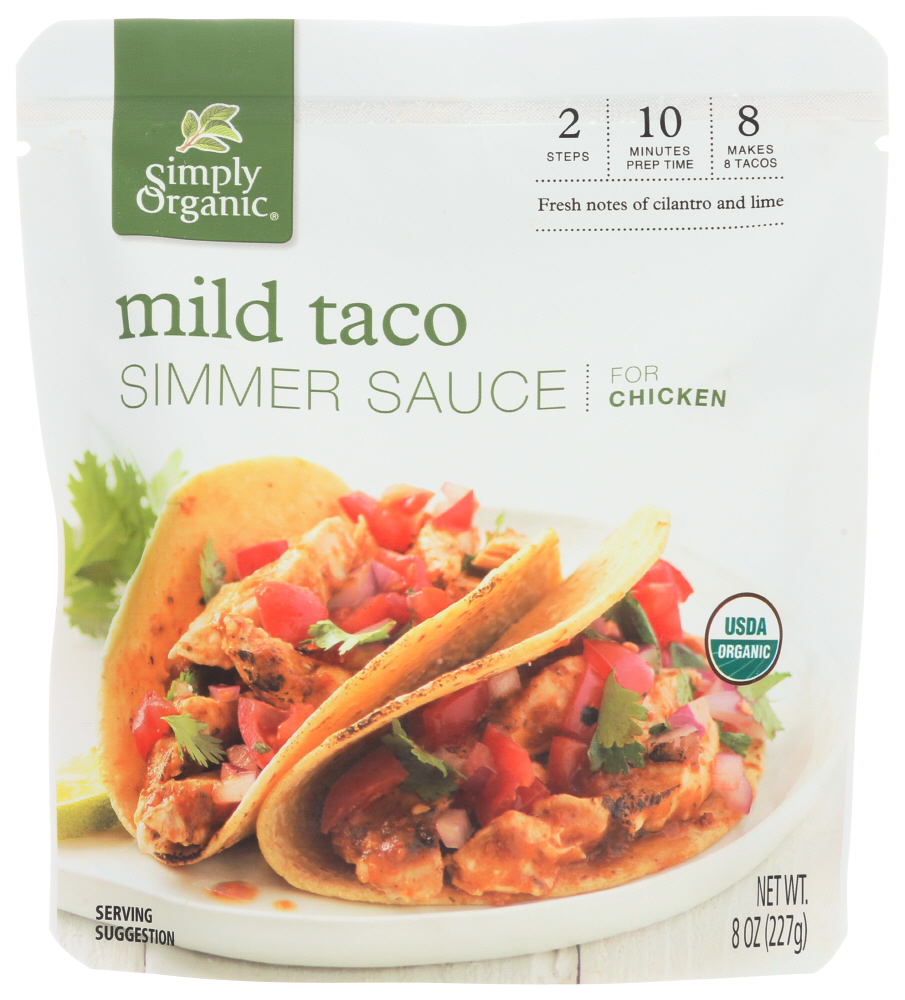 Simply
Organic®
2
STEPS
10
MINUTES
PREP TIME
8
MAKES
8 TACOS
Fresh notes of cilantro and lime
mild taco
SIMMER SAUCE
FOR
CHICKEN
USDA
ORGANIC
SERVING
SUGGESTION
NET WT.
8 OZ (227g)